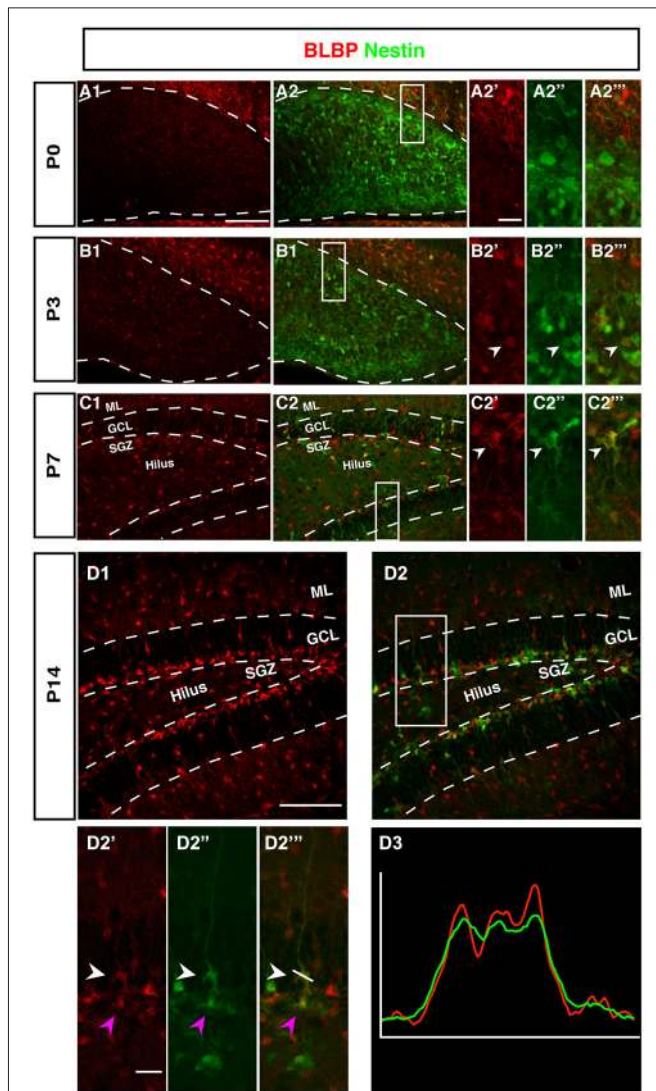 BLBP Nestin
P0
A1
A2
A2'
A2''
A2'''
P3
B1
B1
B2'
B2''
B2'''
P7
C1
ML
GCL
SGZ
Hilus
C2
ML
GCL
SGZ
Hilus
C2'
C2''
C2'''
P14
D1
ML
GCL
SGZ
Hilus
D2
ML
GCL
SGZ
Hilus
D2'
D2''
D2'''
D3